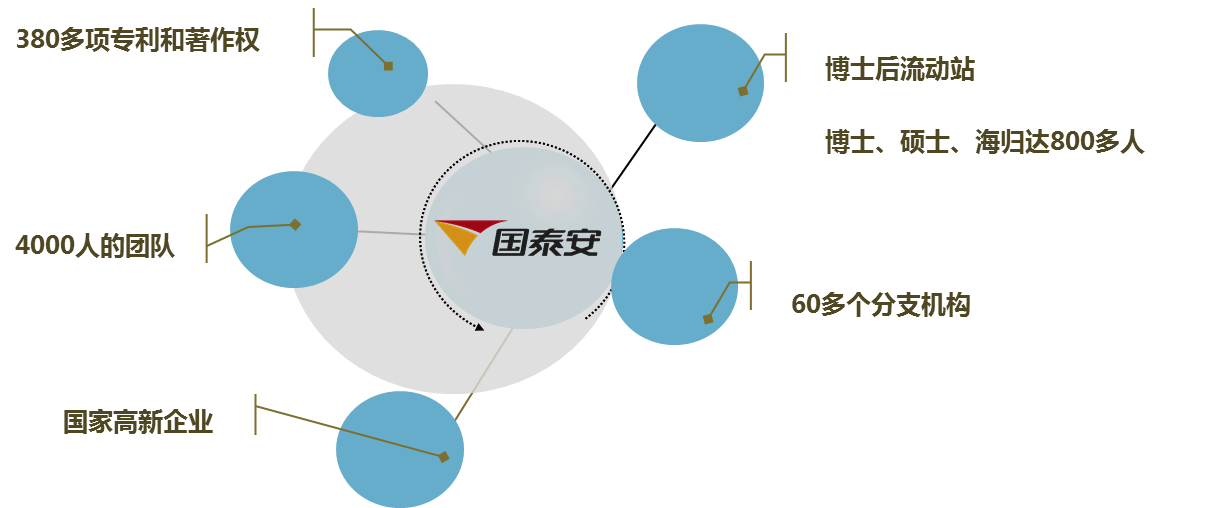 380多项专利和著作权
博士后流动站
博士、硕士、海归达800多人
国泰安
4000人的团队
60多个分支机构
国家高新企业